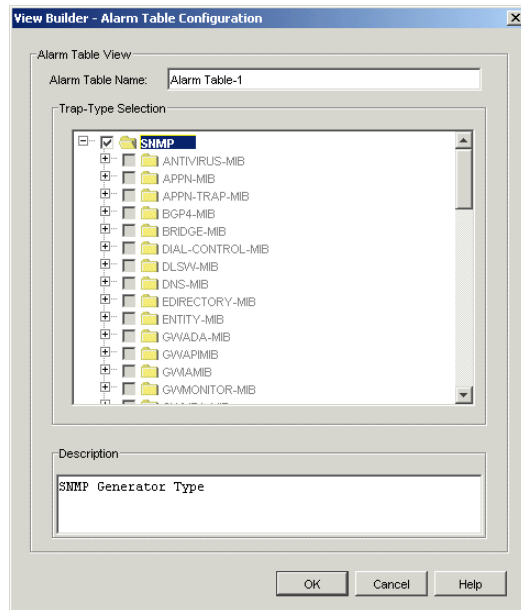 View Builder - Alarm Table Configuration
Alarm Table View
Alarm Table Name: Alarm Table-1
Trap-Type Selection
SNMP
ANTIVIRUS-MIB
APPN-MIB
APPN-TRAP-MIB
BGP4-MIB
BRIDGE-MIB
DIAL-CONTROL-MIB
DLSW-MIB
DNS-MIB
EDIRECTORY-MIB
ENTITY-MIB
GWADA-MIB
GWAPIMIB
GWIAMIB
GWMONITOR-MIB
Description
SNMP Generator Type
OK Cancel Help